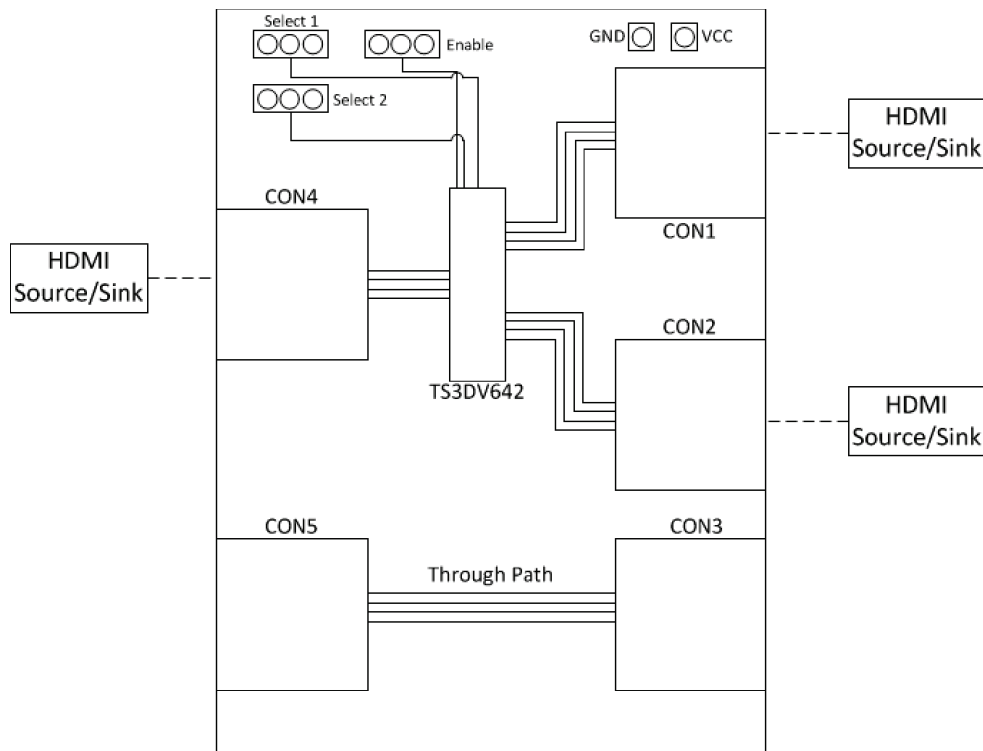 Select 1
Enable
GND
VCC
Select 2
HDMI
Source/Sink
CON4
CON1
HDMI
Source/Sink
CON2
TS3DV642
HDMI
Source/Sink
CON5
CON3
Through Path